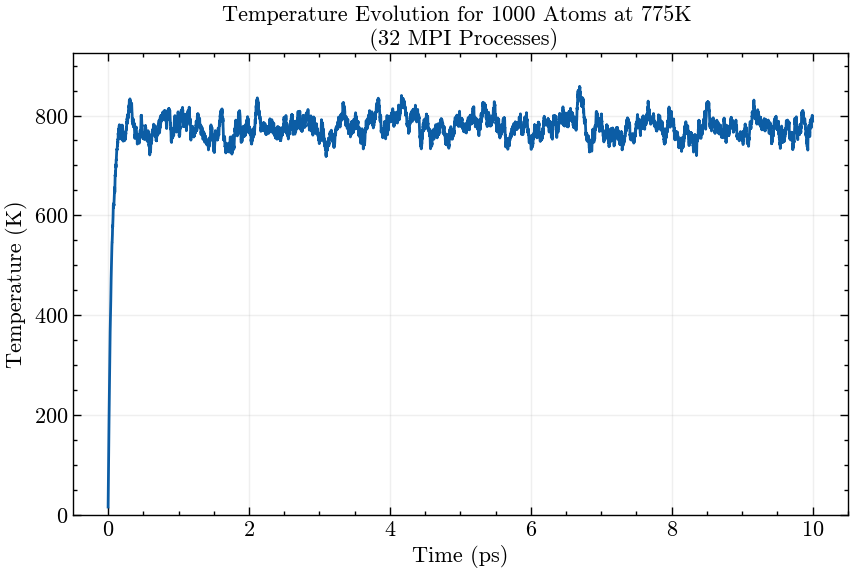 Temperature Evolution for 1000 Atoms at 775K
(32 MPI Processes)
Temperature (K)
800
600
400
200
0
0 2 4 6 8 10
Time (ps)